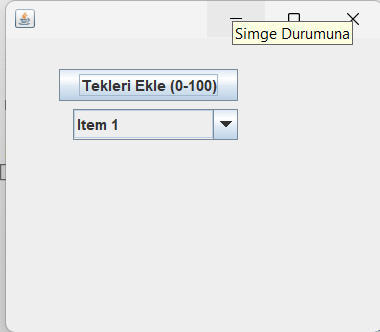 Simge Durumuna
Tekleri Ekle (0-100)
Item 1